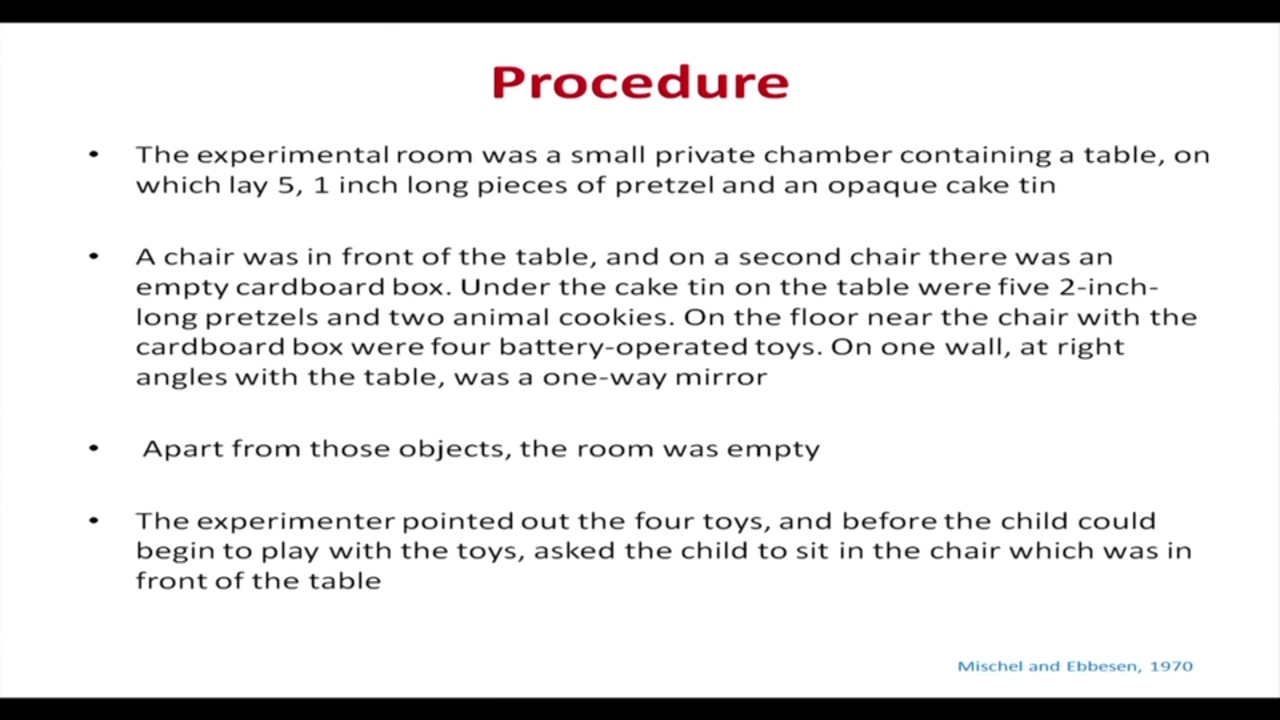 Procedure
• The experimental room was a small private chamber containing a table, on
which lay 5, 1 inch long pieces of pretzel and an opaque cake tin
• A chair was in front of the table, and on a second chair there was an
empty cardboard box. Under the cake tin on the table were five 2-inch-
long pretzels and two animal cookies. On the floor near the chair with the
cardboard box were four battery-operated toys. On one wall, at right
angles with the table, was a one-way mirror
• Apart from those objects, the room was empty
• The experimenter pointed out the four toys, and before the child could
begin to play with the toys, asked the child to sit in the chair which was in
front of the table
Mischel and Ebbesen, 1970